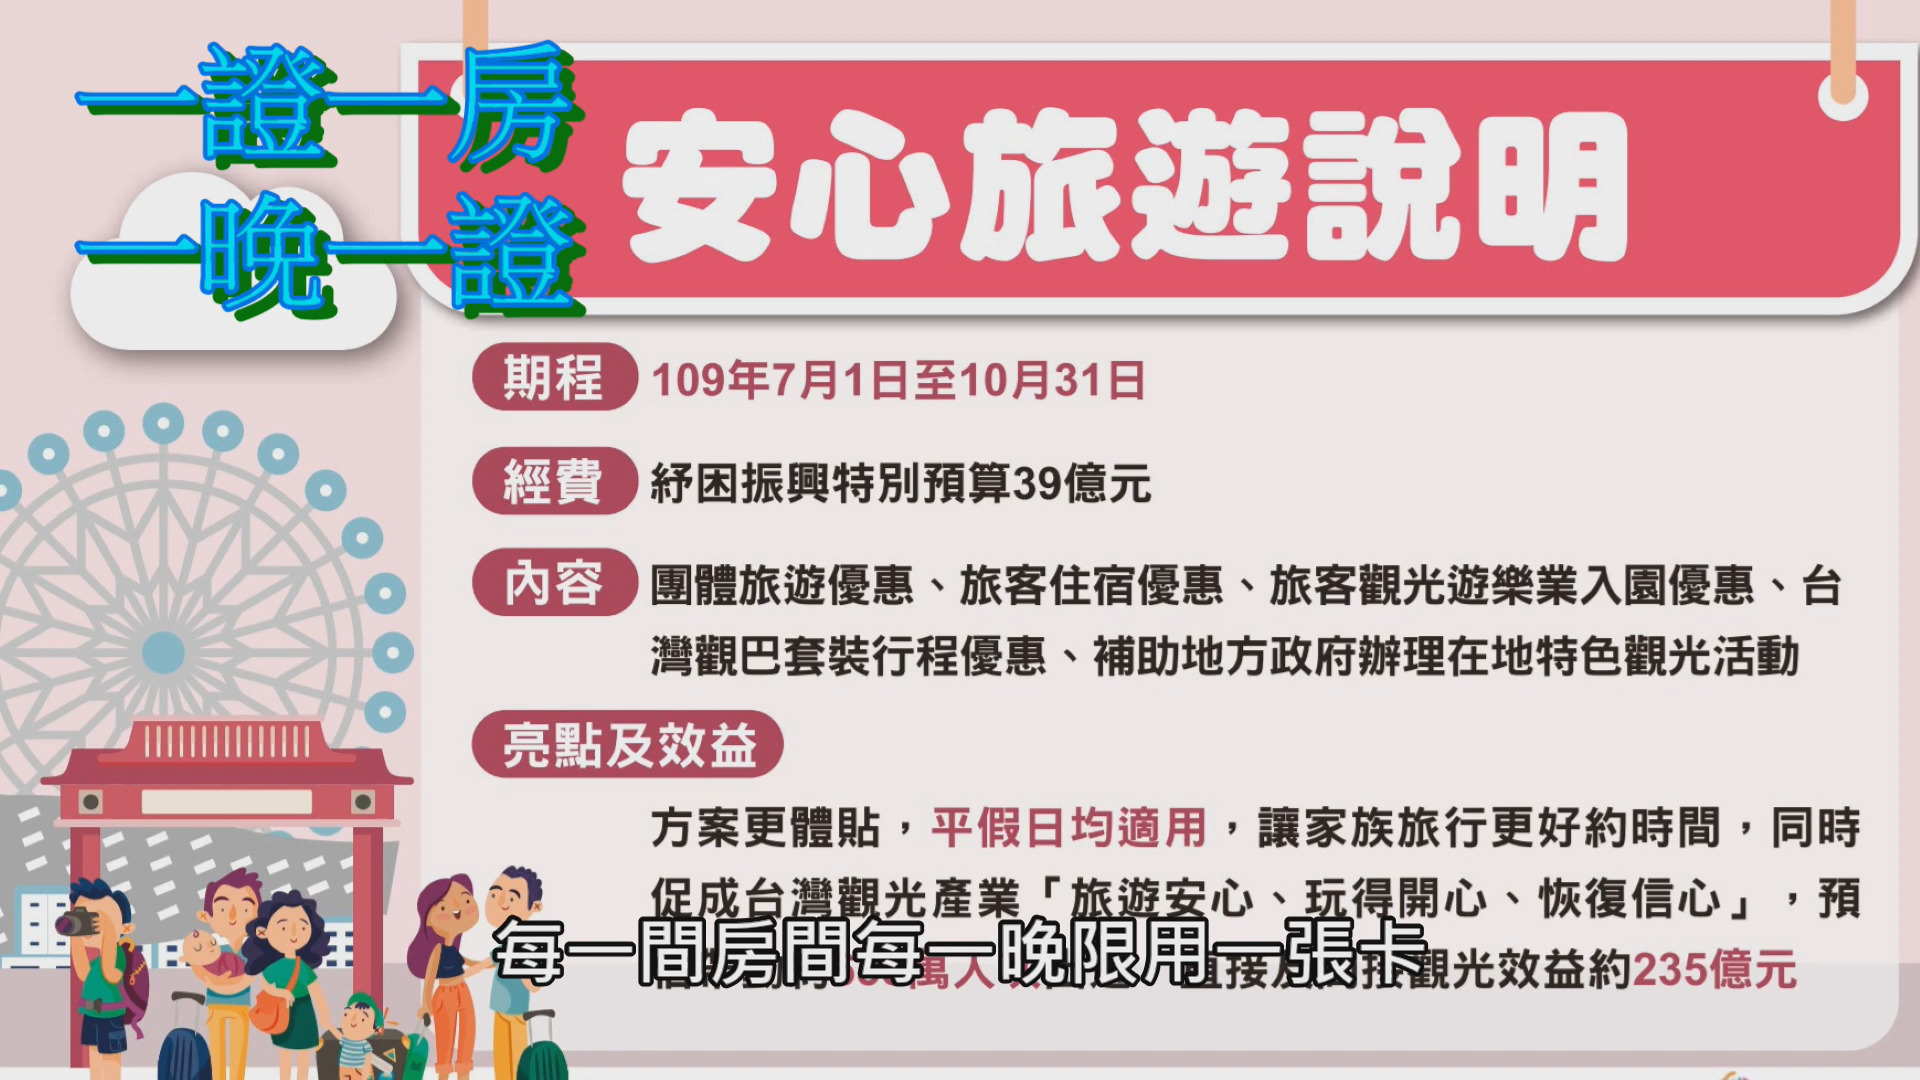 一證一房
一晚一證
安心旅遊說明
期程 109年7月1日至10月31日
經費 紓困振興特別預算39億元
內容 團體旅遊優惠、旅客住宿優惠、旅客觀光遊樂業入園優惠、台
灣觀巴套裝行程優惠、補助地方政府辦理在地特色觀光活動
亮點及效益
方案更體貼，平假日均適用，讓家族旅行更好約時間，同時
促成台灣觀光產業「旅遊安心、玩得開心、恢復信心」，預
觀光效益約235億元
每一間房間每一晚限用一張卡